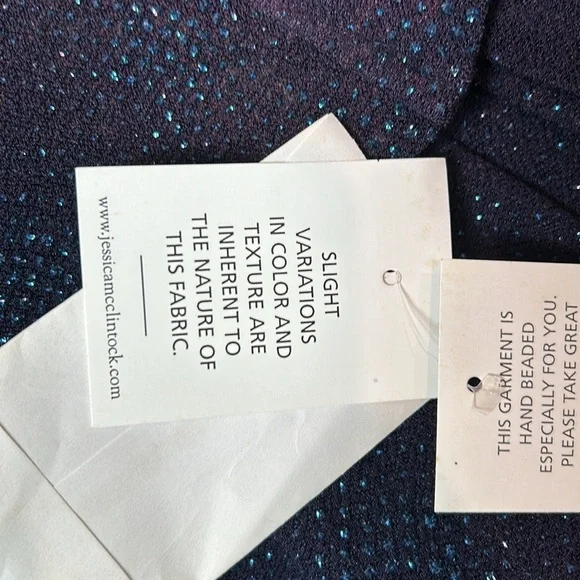 SLIGHT
VARIATIONS
IN COLOR AND
TEXTURE ARE
INHERENT TO
THE NATURE OF
THIS FABRIC.
www.jessicamcclintock.com
THIS GARMENT IS
HAND BEADED
ESPECIALLY FOR YOU.
PLEASE TAKE GREAT